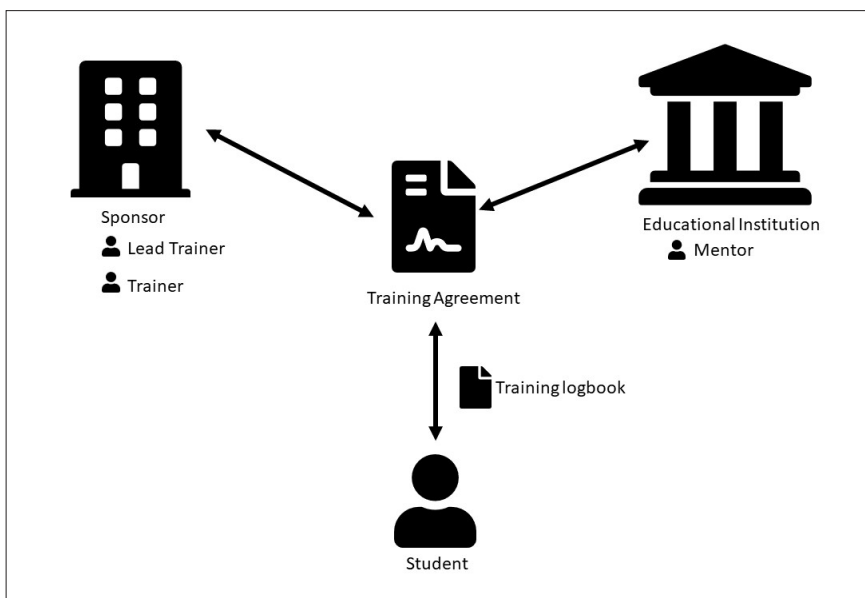 Sponsor
Lead Trainer
Trainer
Educational Institution
Mentor
Training Agreement
Training logbook
Student